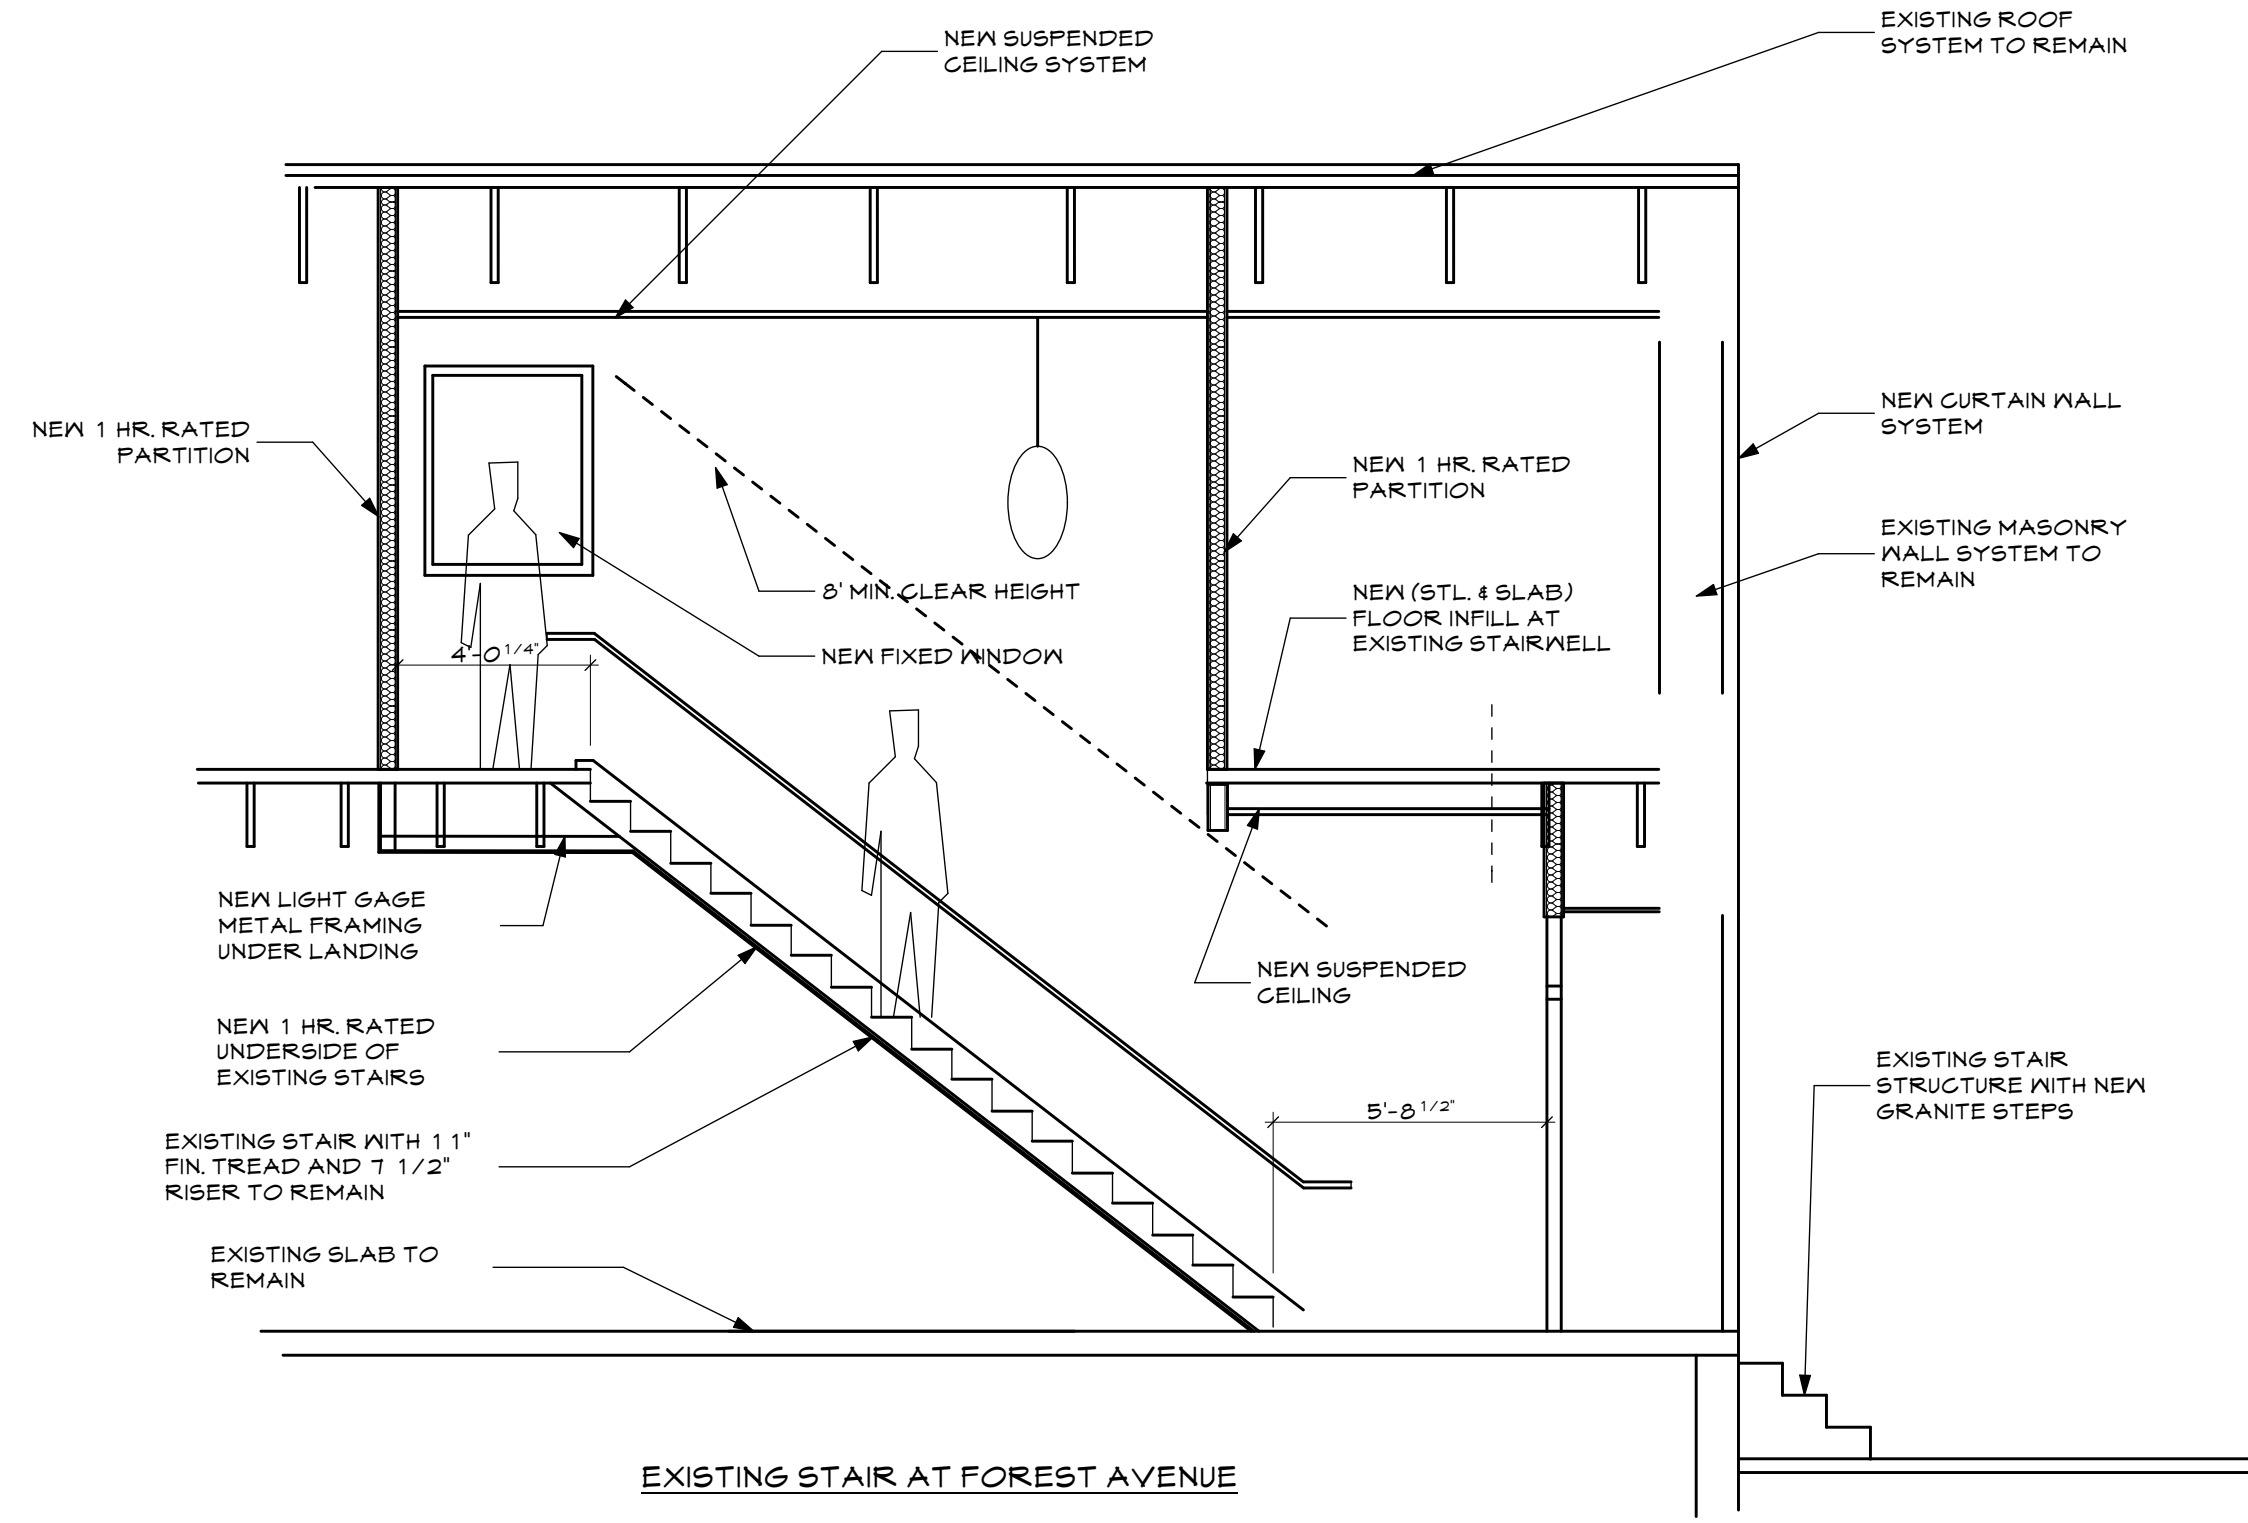 EXISTING ROOF
SYSTEM TO REMAIN
NEW SUSPENDED
CEILING SYSTEM
NEW 1 HR. RATED
PARTITION
NEW CURTAIN WALL
SYSTEM
NEW 1 HR. RATED
PARTITION
EXISTING MASONRY
WALL SYSTEM TO
REMAIN
8' MIN. CLEAR HEIGHT
NEW (STL. & SLAB)
FLOOR INFILL AT
EXISTING STAIRWELL
4'-0 1/4"
NEW FIXED WINDOW
NEW LIGHT GAGE
METAL FRAMING
UNDER LANDING
NEW SUSPENDED
CEILING
NEW 1 HR. RATED
UNDERSIDE OF
EXISTING STAIRS
EXISTING STAIR
STRUCTURE WITH NEW
GRANITE STEPS
5'-8 1/2"
EXISTING STAIR WITH 11"
FIN. TREAD AND 7 1/2"
RISER TO REMAIN
EXISTING SLAB TO
REMAIN
EXISTING STAIR AT FOREST AVENUE